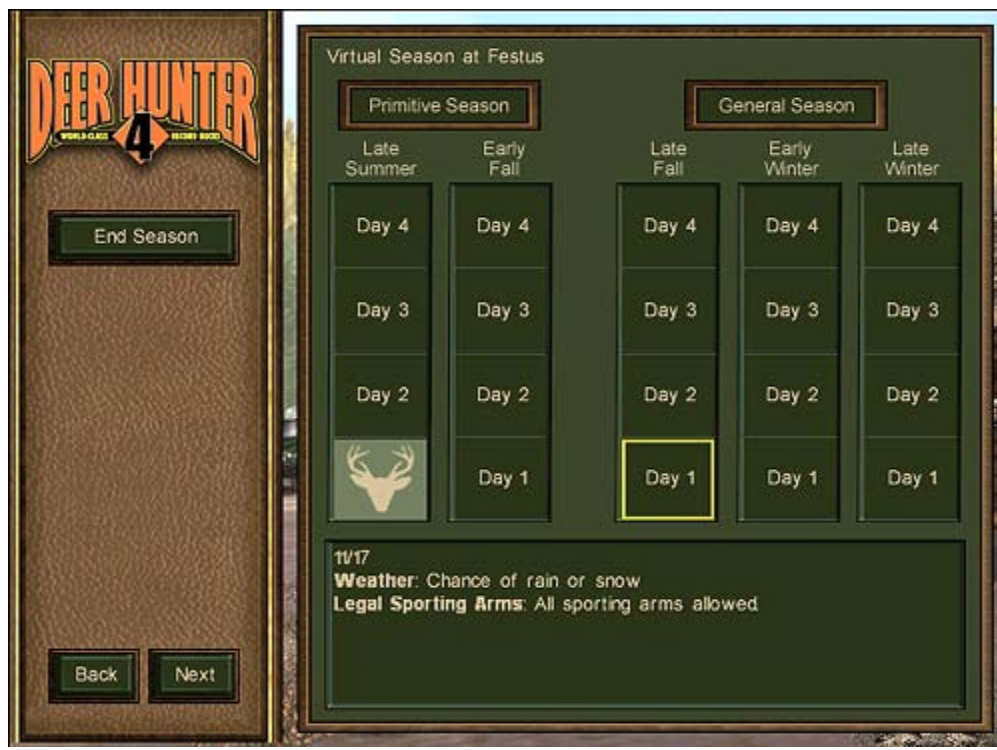 DEER HUNTER
WORLD-CLASS 4 RECORD BUCKS
End Season
Back
Next
Virtual Season at Festus
Primitive Season
General Season
Late Summer
Early Fall
Late Fall
Early Winter
Late Winter
Day 4 Day 4 Day 4 Day 4 Day 4
Day 3 Day 3 Day 3 Day 3 Day 3
Day 2 Day 2 Day 2 Day 2 Day 2
Day 1 Day 1 Day 1 Day 1
11/17
Weather: Chance of rain or snow
Legal Sporting Arms: All sporting arms allowed